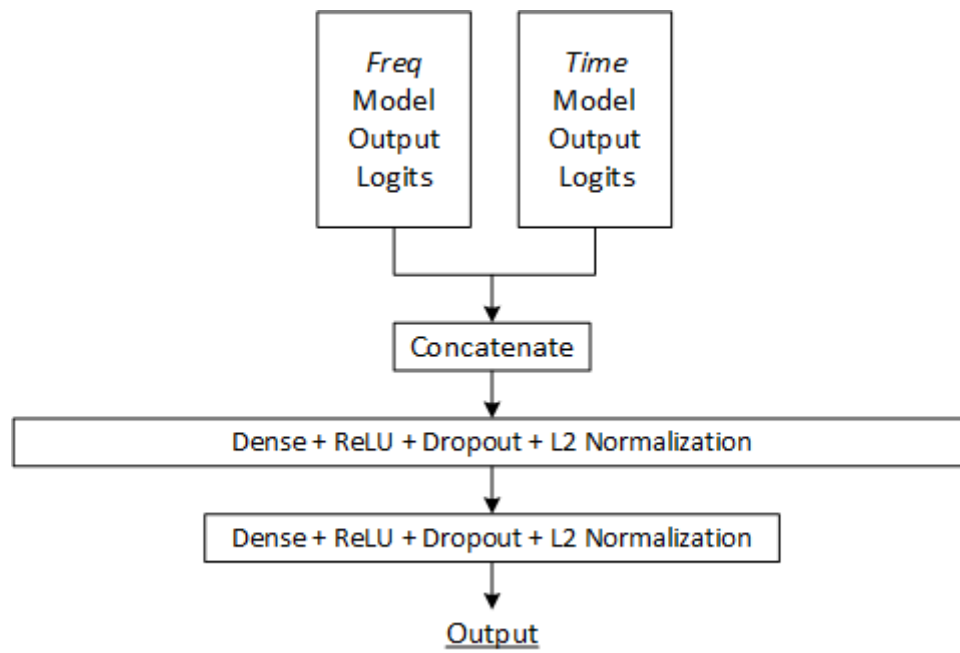 Freq
Model
Output
Logits
Time
Model
Output
Logits
Concatenate
Dense + ReLU + Dropout + L2 Normalization
Dense + ReLU + Dropout + L2 Normalization
Output